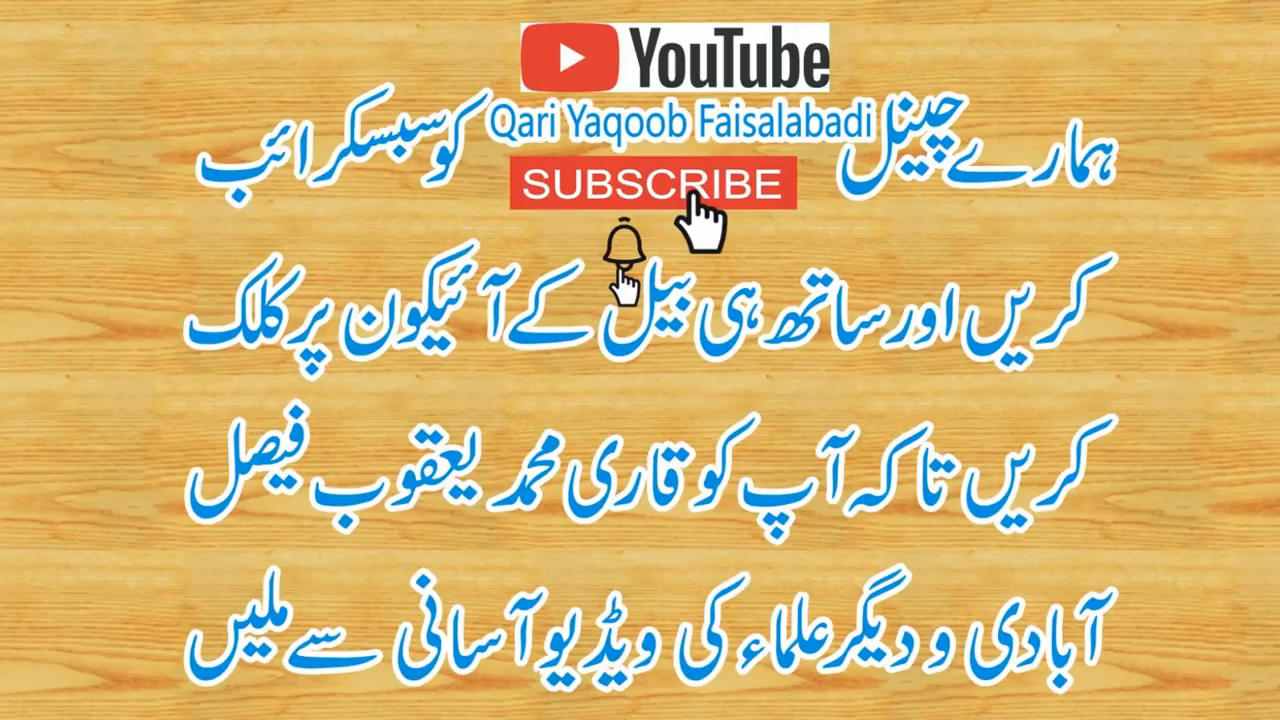 YouTube
ہمارے چینل Qari Yaqoob Faisalabadi کو سبسکرائب
SUBSCRIBE
کریں اور ساتھ ہی بیل کے آئیکون پر کلک
کریں تاکہ آپ کو قاری محمد یعقوب فیصل
آبادی و دیگر علماء کی ویڈیو آسانی سے ملیں